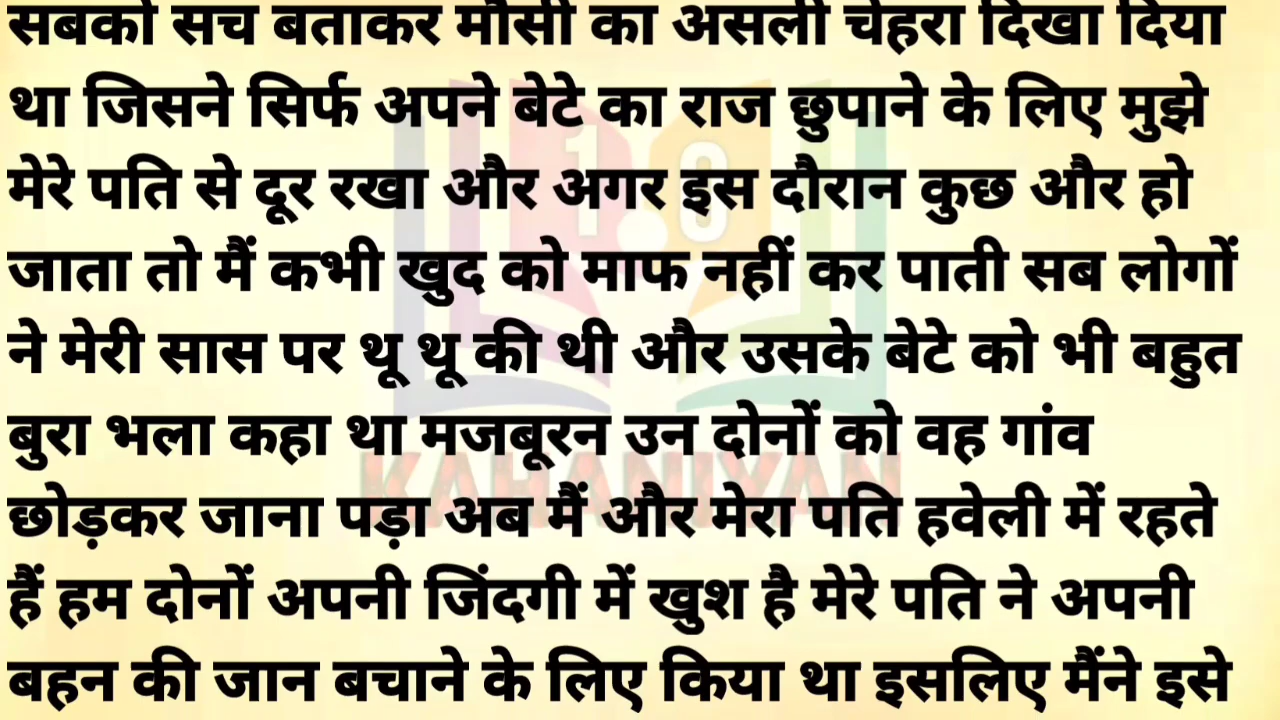 सबको सच बताकर मौसी का असली चेहरा दिखा दिया
था जिसने सिर्फ अपने बेटे का राज छुपाने के लिए मुझे
मेरे पति से दूर रखा और अगर इस दौरान कुछ और हो
जाता तो मैं कभी खुद को माफ नहीं कर पाती सब लोगों
ने मेरी सास पर थू थू की थी और उसके बेटे को भी बहुत
बुरा भला कहा था मजबूरन उन दोनों को वह गांव
छोड़कर जाना पड़ा अब मैं और मेरा पति हवेली में रहते
हैं हम दोनों अपनी जिंदगी में खुश है मेरे पति ने अपनी
बहन की जान बचाने के लिए किया था इसलिए मैंने इसे
18
KAHANIYAN